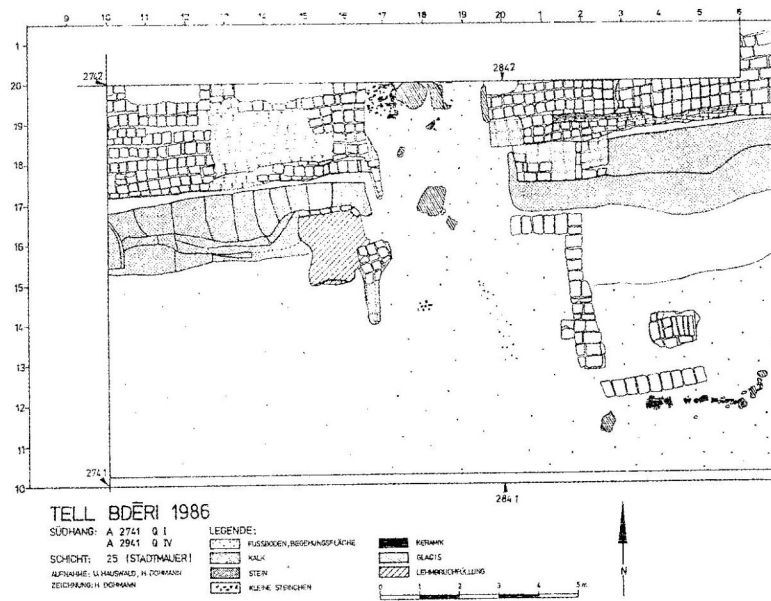 8 9 10 11 12 13 14 15 16 17 18 19 20 1 2 3 4 5 6
2742 2842
1
20
19
18
17
16
15
14
13
12
11
10
2741 2841
TELL BDĒRI 1986
SÜDHANG: A 2741 Q I
A 2941 Q IV
SCHICHT: 25 (STADTMAUER)
AUFNAHME: U. HAUSWALD, H. DOHMANN
ZEICHNUNG: H. DOHMANN
LEGENDE:
FUSSBODEN, BEGEHUNGSFLÄCHE
KALK
STEIN
KLEINE STEINCHEN
KERAMIK
GLACIS
LEHMBRUCHFÜLLUNG
0 1 2 3 4 5 m
N